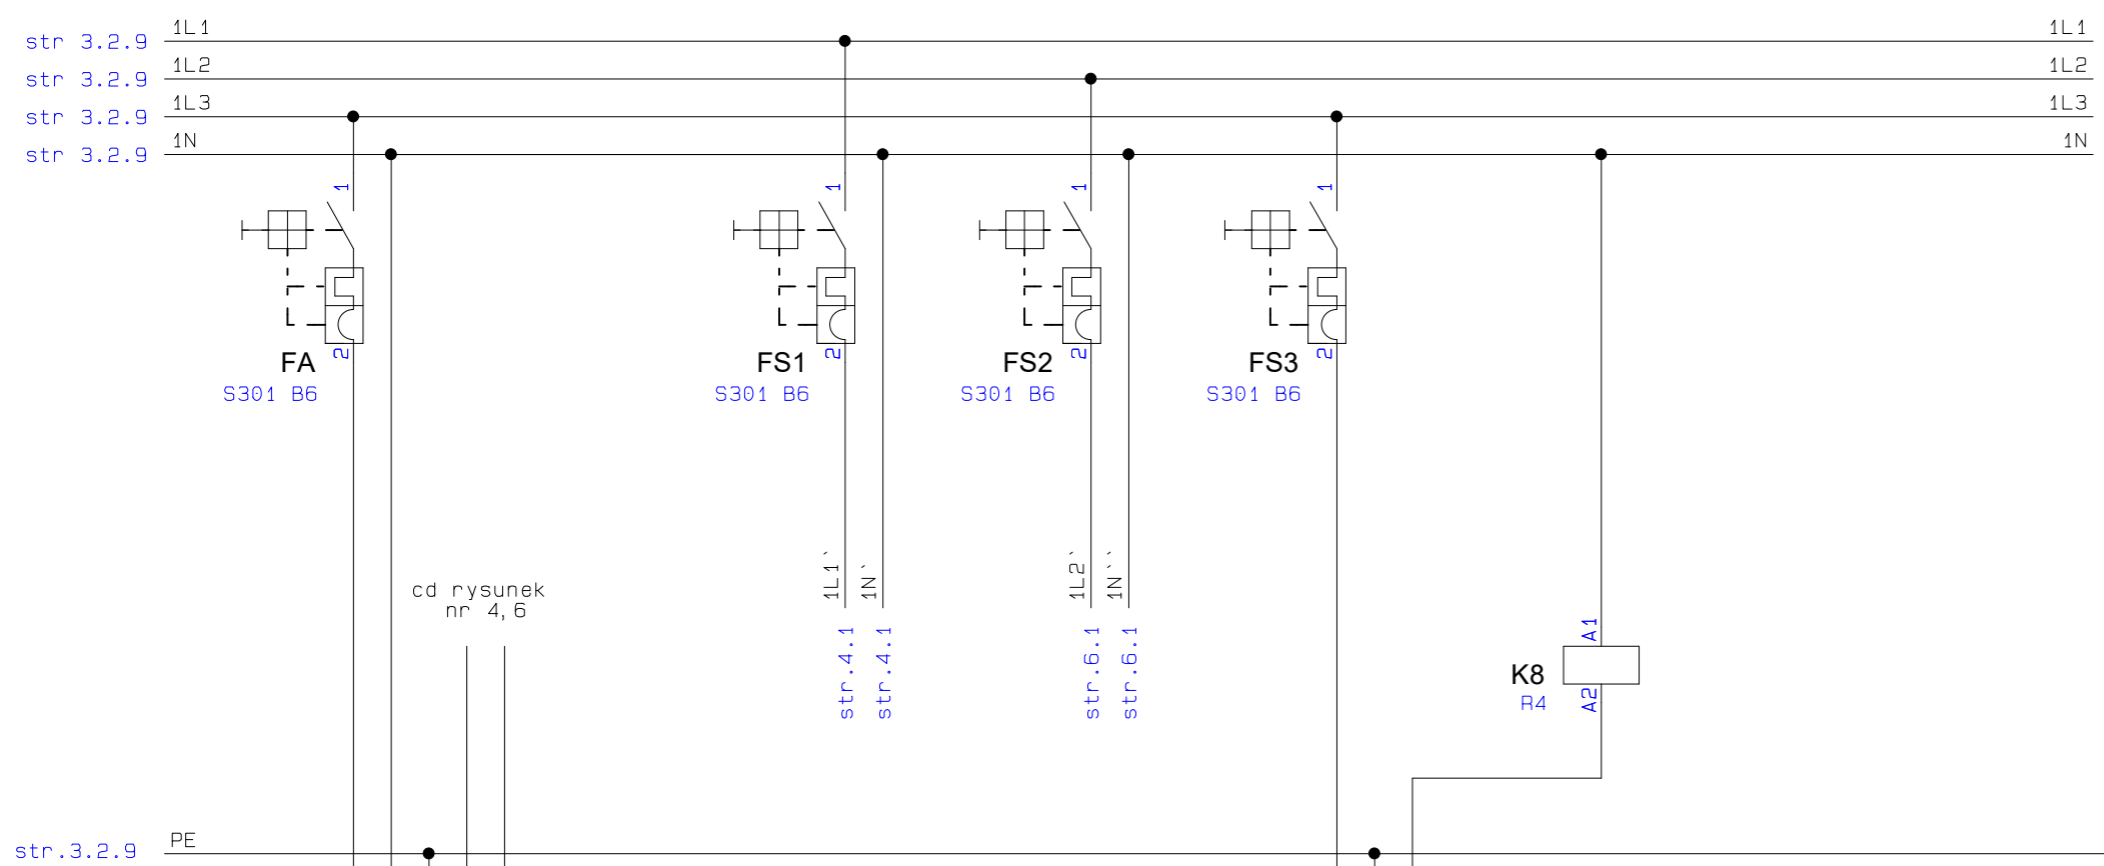 str 3.2.9 1L1 1L1
str 3.2.9 1L2 1L2
str 3.2.9 1L3 1L3
str 3.2.9 1N 1N
1 1 1 1
2 2 2 2
FA FS1 FS2 FS3
S301 B6 S301 B6 S301 B6 S301 B6
cd rysunek
nr 4,6
1L1`
1N`
1L2`
1N``
str.4.1
str.4.1
str.6.1
str.6.1
A1
K8
R4
A2
str.3.2.9 PE